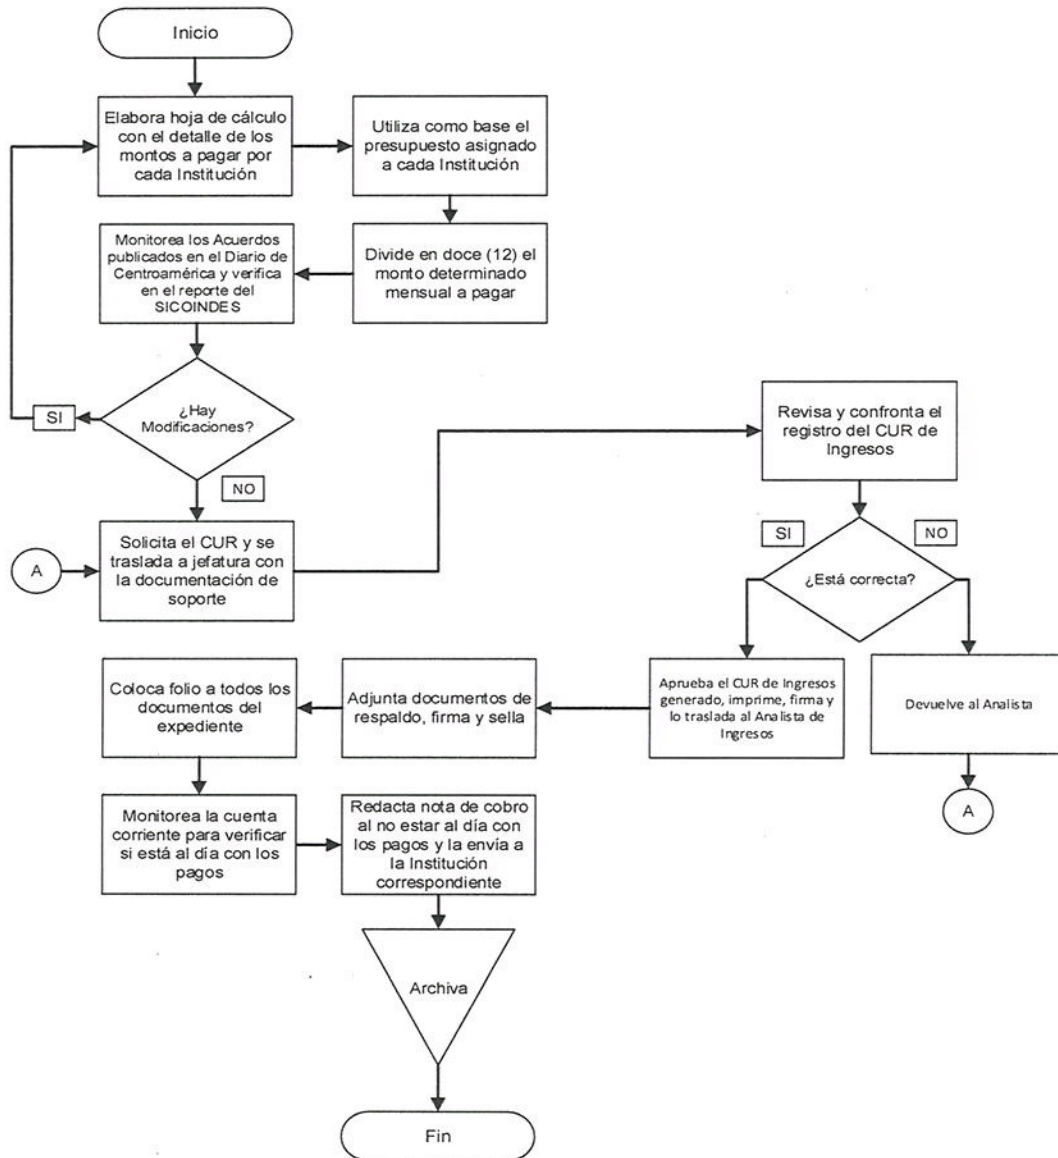 Inicio
Elabora hoja de cálculo
con el detalle de los
montos a pagar por
cada Institución
Utiliza como base el
presupuesto asignado
a cada Institución
Monitorea los Acuerdos
publicados en el Diario de
Centroamérica y verifica
en el reporte del
SICOINDES
Divide en doce (12) el
monto determinado
mensual a pagar
¿Hay
Modificaciones?
SI
NO
Revisa y confronta el
registro del CUR de
Ingresos
A
Solicita el CUR y se
traslada a jefatura con
la documentación de
soporte
SI
NO
¿Está correcta?
Coloca folio a todos los
documentos del
expediente
Adjunta documentos de
respaldo, firma y sella
Aprueba el CUR de Ingresos
generado, imprime, firma y
lo traslada al Analista de
Ingresos
Devuelve al Analista
A
Monitorea la cuenta
corriente para verificar
si está al día con los
pagos
Redacta nota de cobro
al no estar al día con
los pagos y la envía a
la Institución
correspondiente
Archiva
Fin